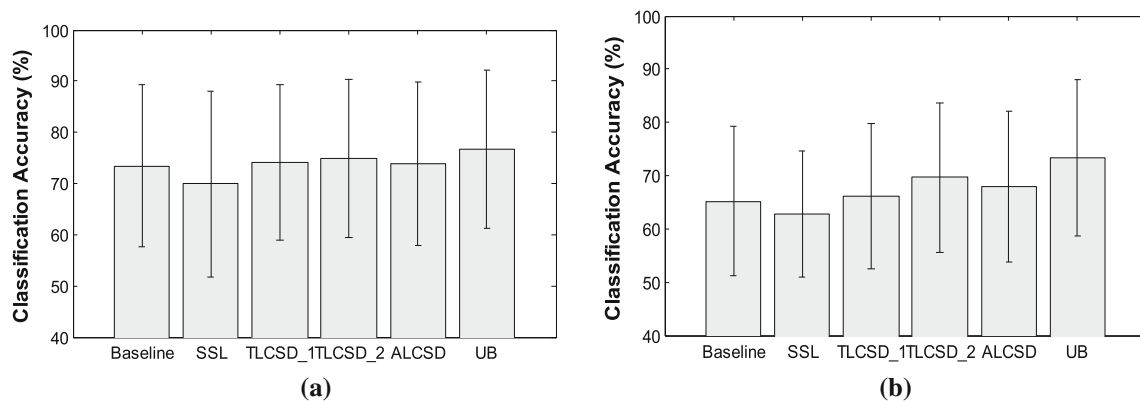 Classification Accuracy (%)
100
90
80
70
60
50
40
Baseline SSL TLCSD_1 TLCSD_2 ALCSD UB
(a)
Classification Accuracy (%)
100
90
80
70
60
50
40
Baseline SSL TLCSD_1 TLCSD_2 ALCSD UB
(b)